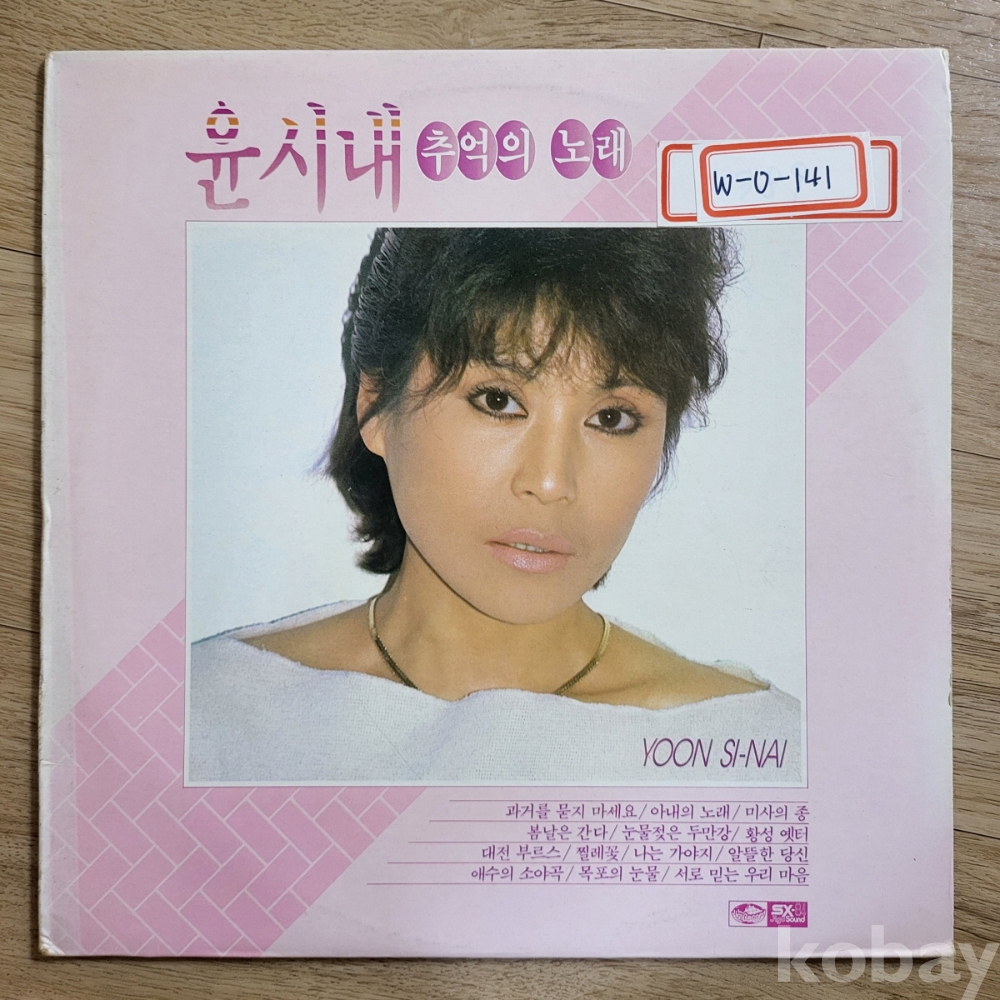 윤시내 추억의 노래
W-0-141
YOON SI-NAI
과거를 묻지 마세요/아내의 노래/미사의 종
봄날은 간다/눈물젖은 두만강/황성 옛터
대전 부르스/찔레꽃/나는 가야지/알뜰한 당신
애수의 소야곡/목포의 눈물/서로 믿는 우리 마음
SX-81
Sound
kobay